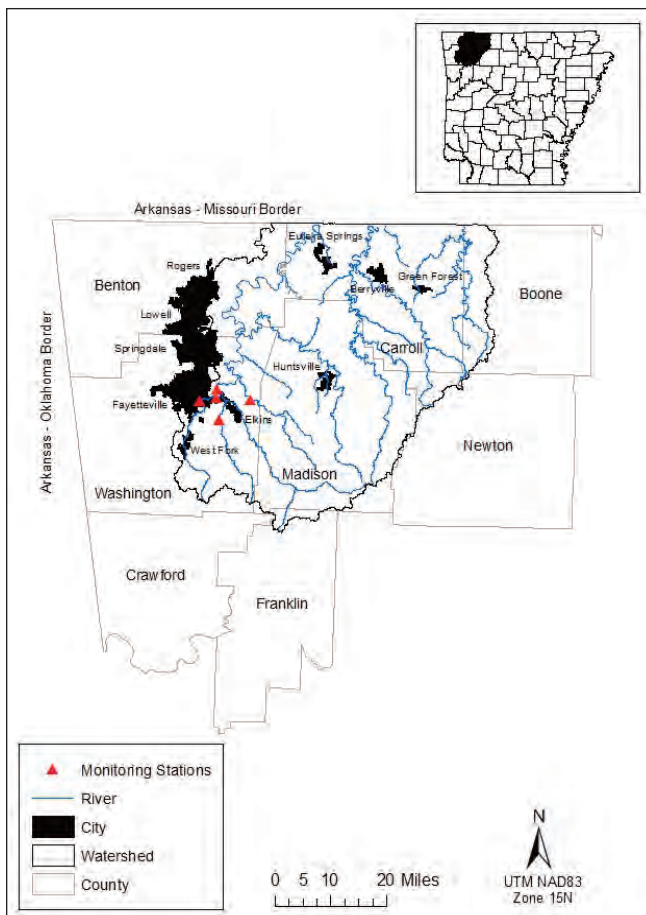 Arkansas - Missouri Border
Eureka Springs
Rogers
Benton
Berryville
Green Forest
Boone
Lowell
Springdale
Carroll
Huntsville
Arkansas - Oklahoma Border
Fayetteville
Elkins
Newton
West Fork
Madison
Washington
Crawford
Franklin
Monitoring Stations
River
City
Watershed
County
0 5 10 20 Miles
N
UTM NAD83
Zone 15N